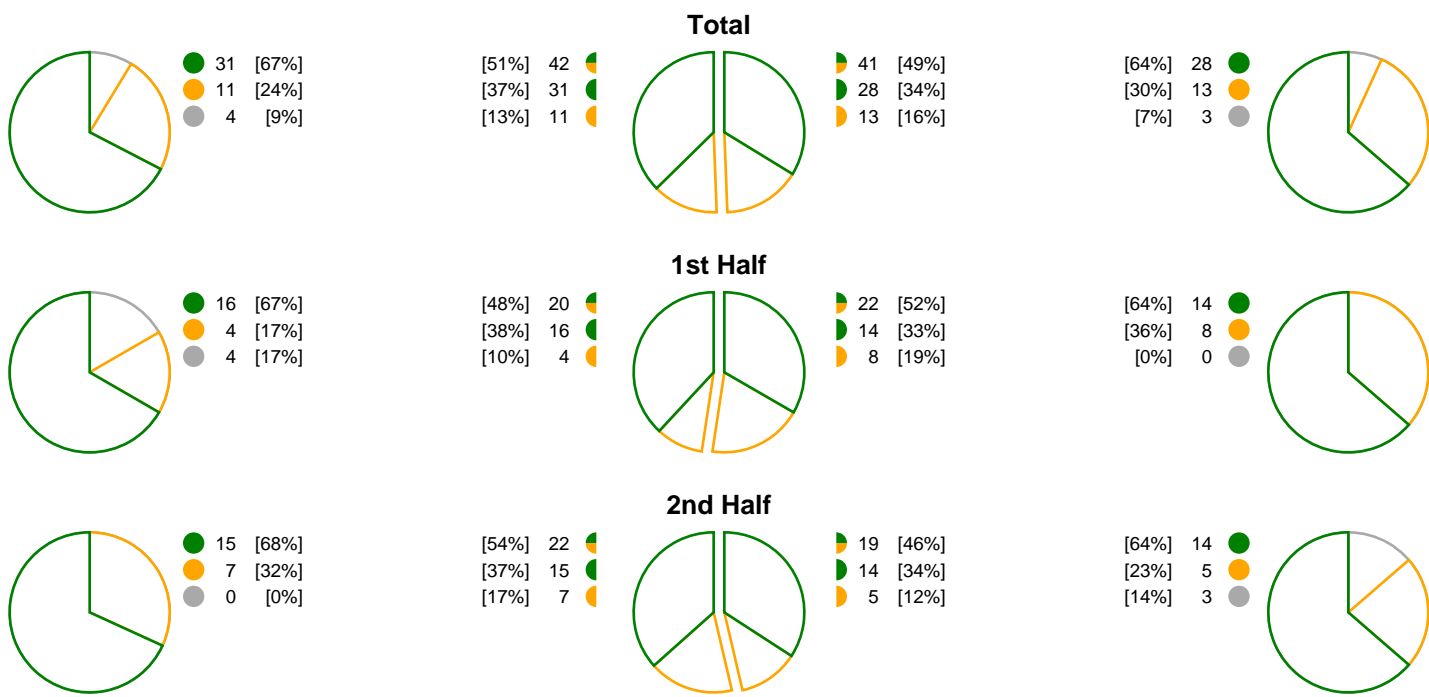 Total
31 [67%] [51%] 42 41 [49%] [64%] 28
11 [24%] [37%] 31 28 [34%] [30%] 13
4 [9%] [13%] 11 13 [16%] [7%] 3
1st Half
16 [67%] [48%] 20 22 [52%] [64%] 14
4 [17%] [38%] 16 14 [33%] [36%] 8
4 [17%] [10%] 4 8 [19%] [0%] 0
2nd Half
15 [68%] [54%] 22 19 [46%] [64%] 14
7 [32%] [37%] 15 14 [34%] [23%] 5
0 [0%] [17%] 7 5 [12%] [14%] 3